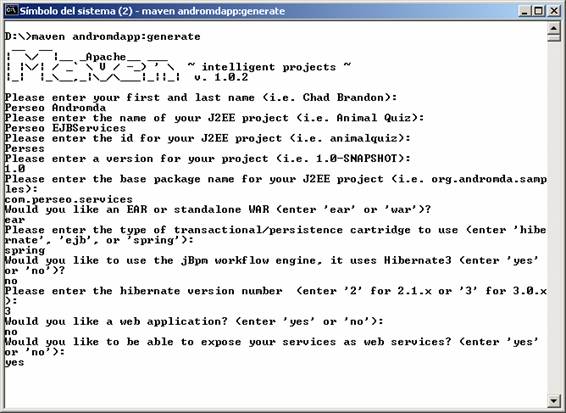 Símbolo del sistema (2) - maven andromdapp:generate
D:\>maven andromdapp:generate
 __  __
|  \/  |__ _Apache__ ___
| |\/| / _` \ V / -_) ' \  ~ intelligent projects ~
|_|  |_\__,_|\_/\___|_||_|  v. 1.0.2
Please enter your first and last name (i.e. Chad Brandon):
Perseo Andromda
Please enter the name of your J2EE project (i.e. Animal Quiz):
Perseo EJBServices
Please enter the id for your J2EE project (i.e. animalquiz):
Perses
Please enter a version for your project (i.e. 1.0-SNAPSHOT):
1.0
Please enter the base package name for your J2EE project (i.e. org.andromda.samp
les):
com.perseo.services
Would you like an EAR or standalone WAR (enter 'ear' or 'war')?
ear
Please enter the type of transactional/persistence cartridge to use (enter 'hibe
rnate', 'ejb', or 'spring'):
spring
Would you like to use the jBpm workflow engine, it uses Hibernate3 (enter 'yes'
or 'no')?
no
Please enter the hibernate version number  (enter '2' for 2.1.x or '3' for 3.0.x
):
3
Would you like a web application? (enter 'yes' or 'no'):
no
Would you like to be able to expose your services as web services? (enter 'yes'
or 'no'):
yes